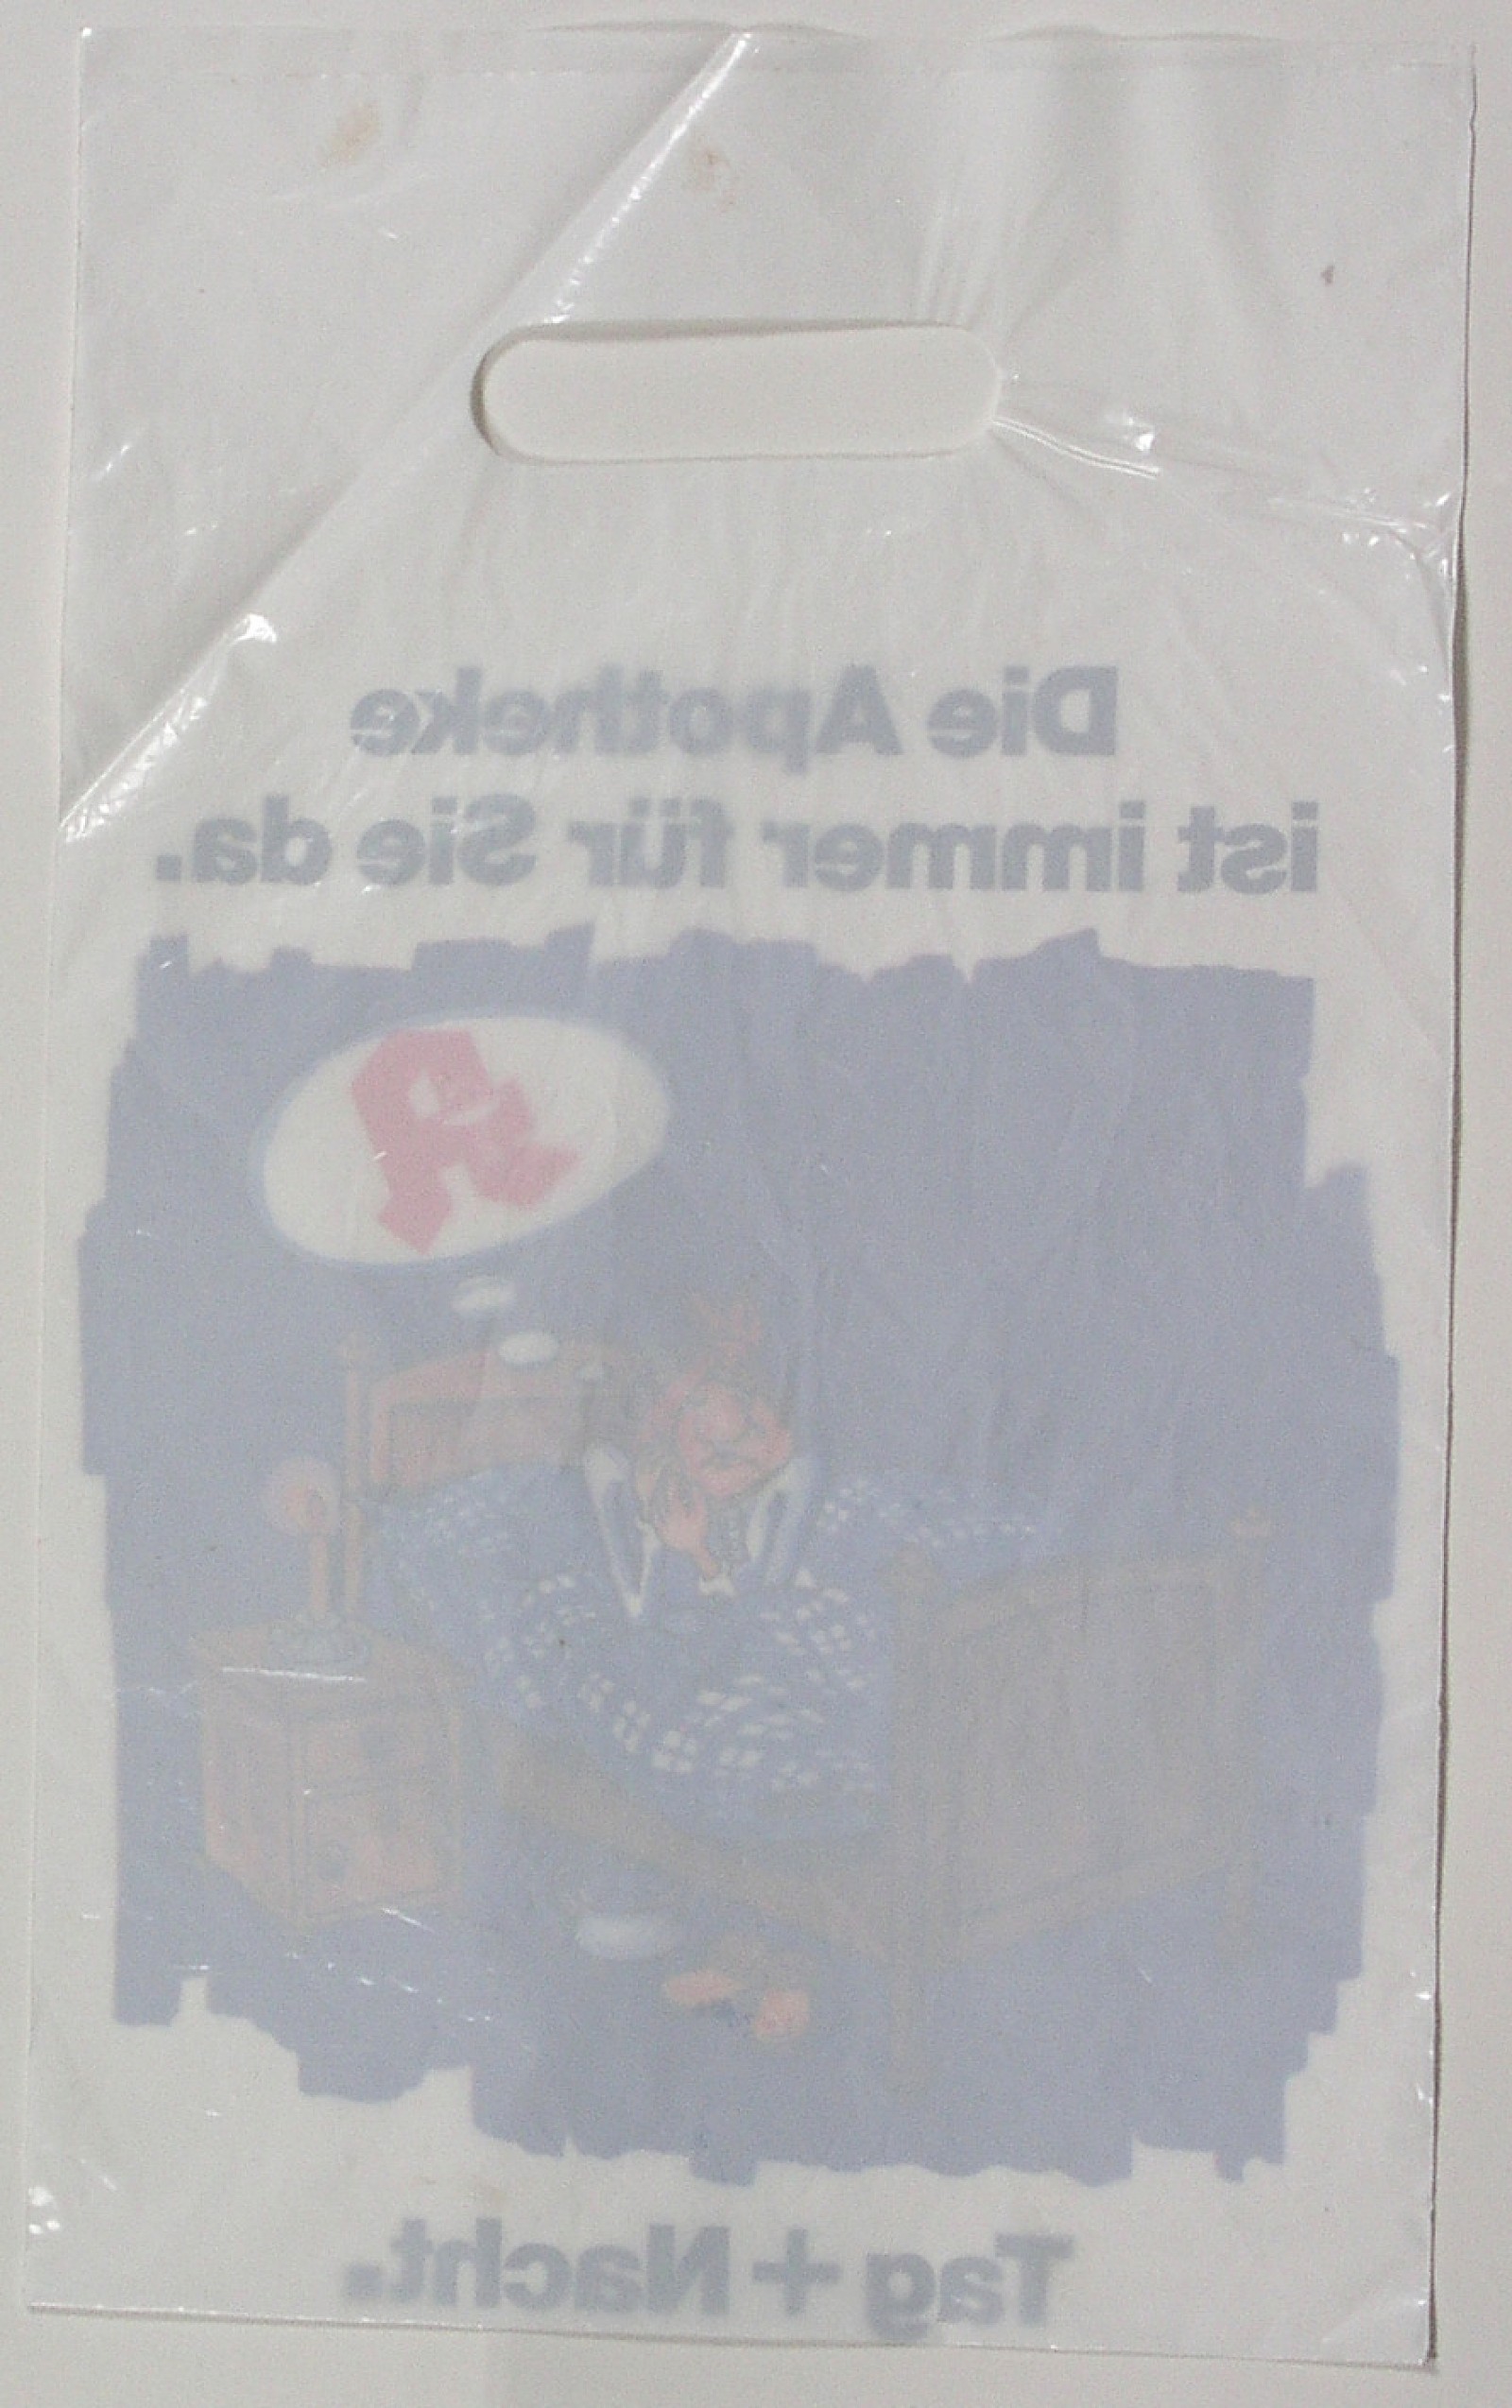 Die Apotheke
ist immer für Sie da.
Tag + Nacht.